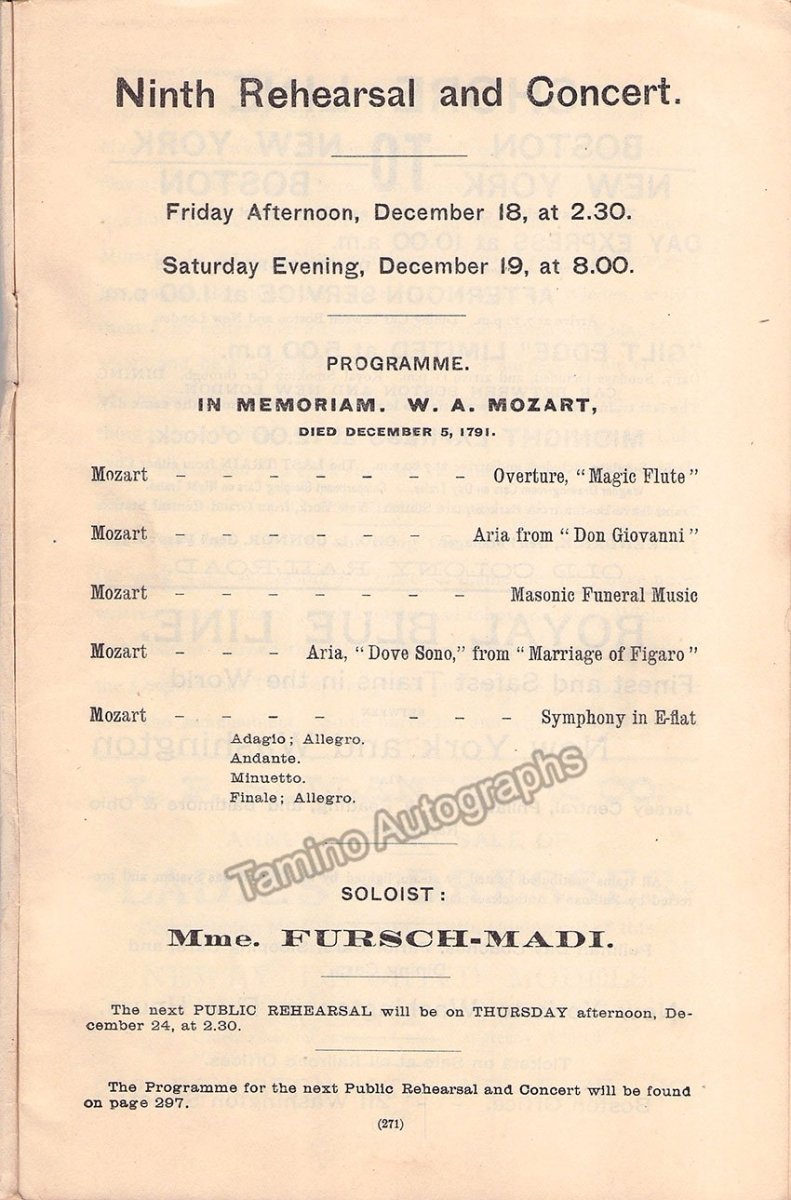 Ninth Rehearsal and Concert.
Friday Afternoon, December 18, at 2.30.
Saturday Evening, December 19, at 8.00.
PROGRAMME.
IN MEMORIAM. W. A. MOZART,
DIED DECEMBER 5, 1791.
Mozart - - - - - - - Overture, "Magic Flute"
Mozart - - - - - - Aria from "Don Giovanni"
Mozart - - - - - - - Masonic Funeral Music
Mozart - - - Aria, "Dove Sono," from "Marriage of Figaro"
Mozart - - - - - - - Symphony in E-flat
Adagio; Allegro.
Andante.
Minuetto.
Finale; Allegro.
Tamino Autographs
SOLOIST:
Mme. FURSCH-MADI.
The next PUBLIC REHEARSAL will be on THURSDAY afternoon, De-
cember 24, at 2.30.
The Programme for the next Public Rehearsal and Concert will be found
on page 297.
(271)